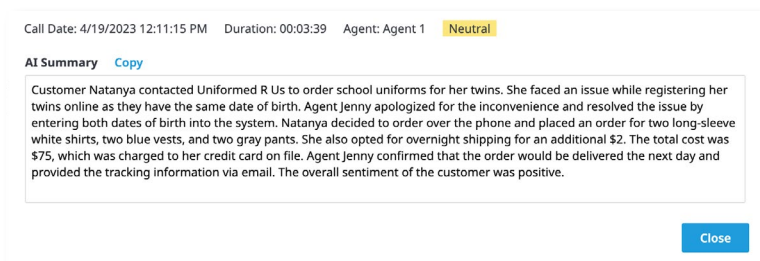 Call Date: 4/19/2023 12:11:15 PM Duration: 00:03:39 Agent: Agent 1 Neutral
AI Summary Copy
Customer Natanya contacted Uniformed R Us to order school uniforms for her twins. She faced an issue while registering her
twins online as they have the same date of birth. Agent Jenny apologized for the inconvenience and resolved the issue by
entering both dates of birth into the system. Natanya decided to order over the phone and placed an order for two long-sleeve
white shirts, two blue vests, and two gray pants. She also opted for overnight shipping for an additional $2. The total cost was
$75, which was charged to her credit card on file. Agent Jenny confirmed that the order would be delivered the next day and
provided the tracking information via email. The overall sentiment of the customer was positive.
Close